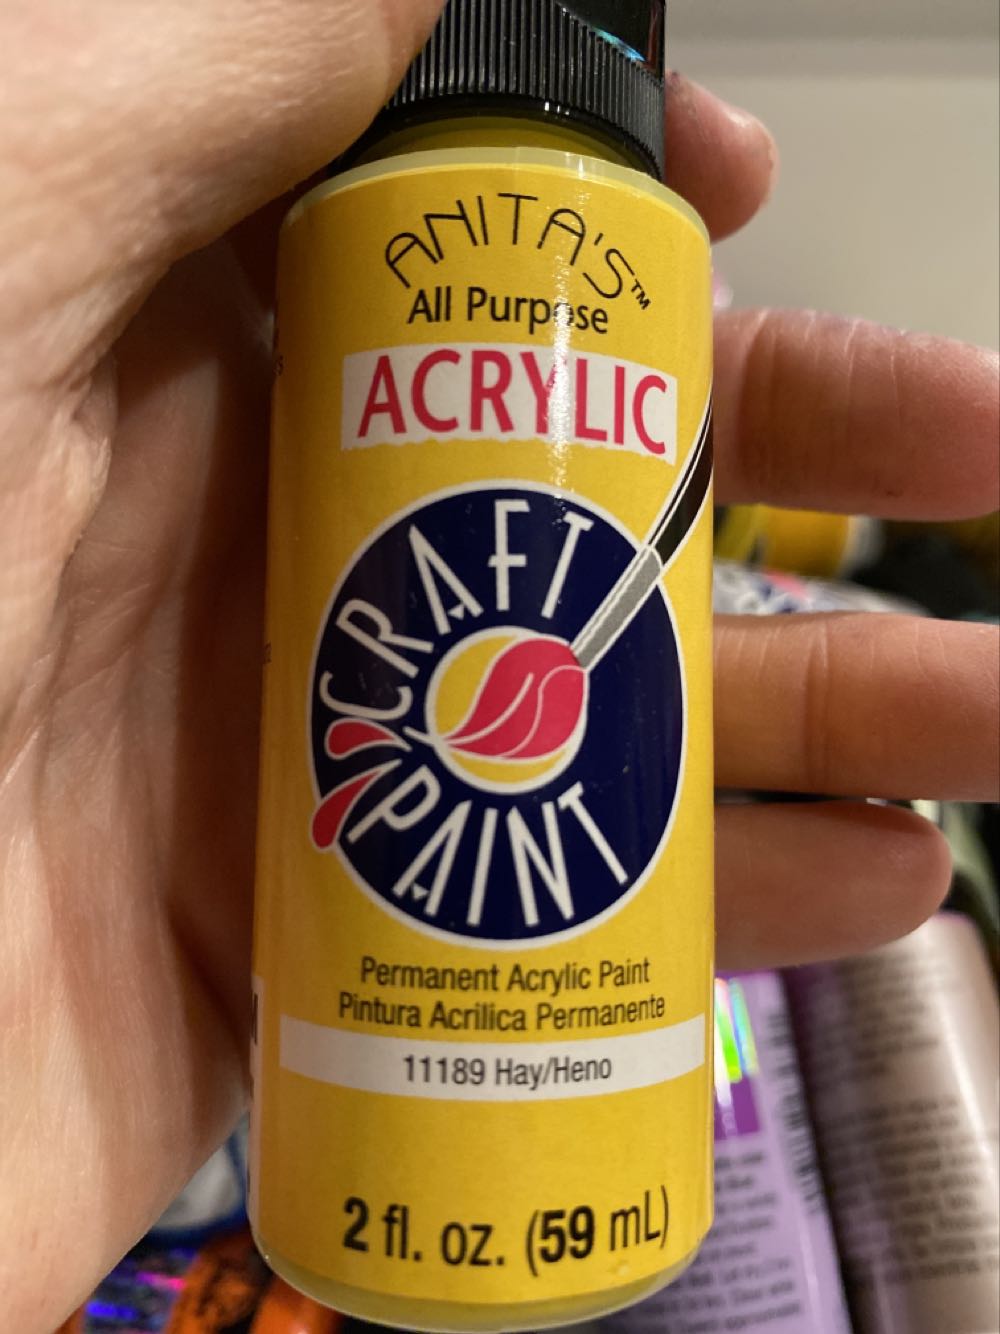 ANITA'S™
All Purpose
ACRYLIC
CRAFT
PAINT
Permanent Acrylic Paint
Pintura Acrilica Permanente
11189 Hay/Heno
2 fl. oz. (59 mL)